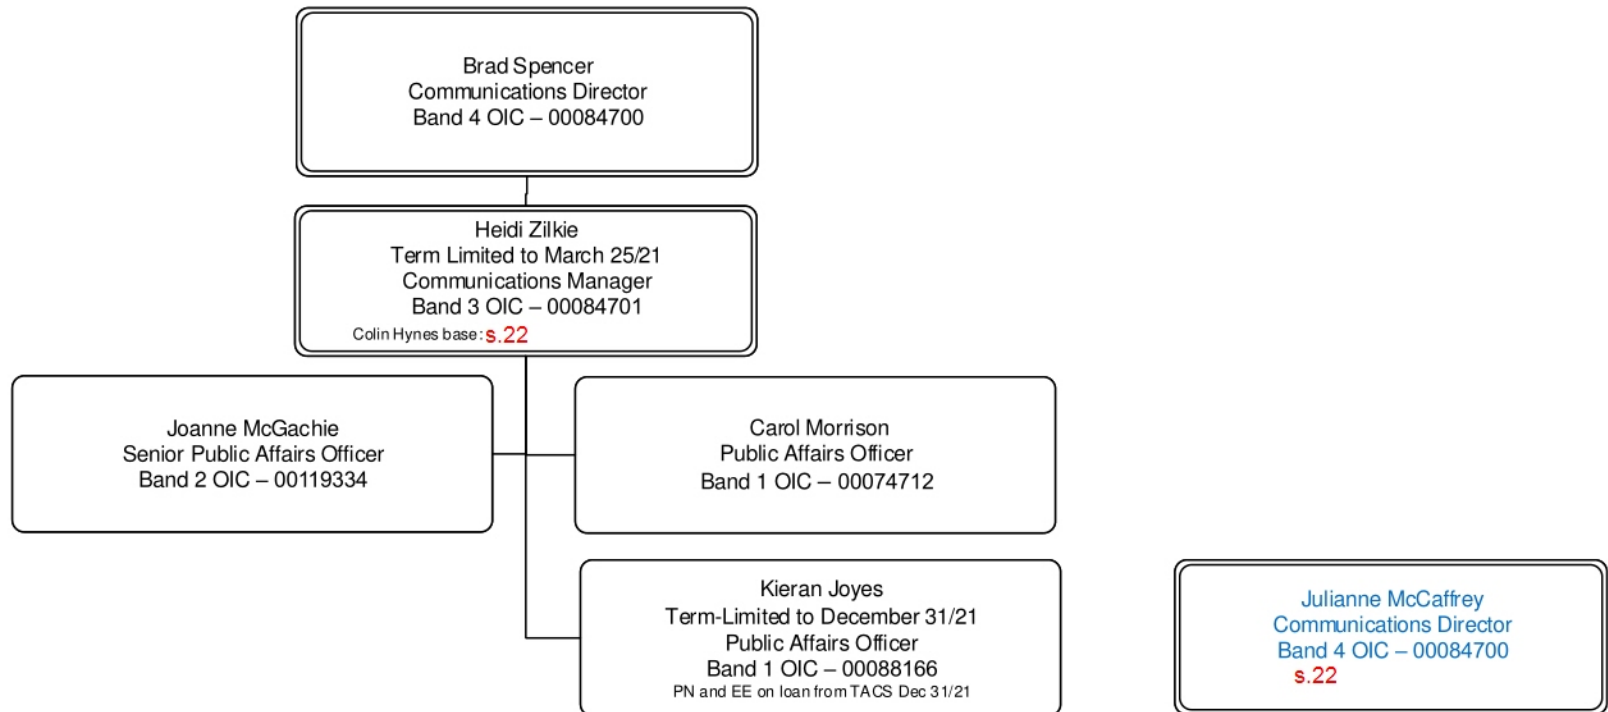 Brad Spencer
Communications Director
Band 4 OIC – 00084700
Heidi Zilkie
Term Limited to March 25/21
Communications Manager
Band 3 OIC – 00084701
Colin Hynes base: s.22
Joanne McGachie
Senior Public Affairs Officer
Band 2 OIC – 00119334
Carol Morrison
Public Affairs Officer
Band 1 OIC – 00074712
Kieran Joyes
Term-Limited to December 31/21
Public Affairs Officer
Band 1 OIC – 00088166
PN and EE on loan from TACS Dec 31/21
Julianne McCaffrey
Communications Director
Band 4 OIC – 00084700
s.22